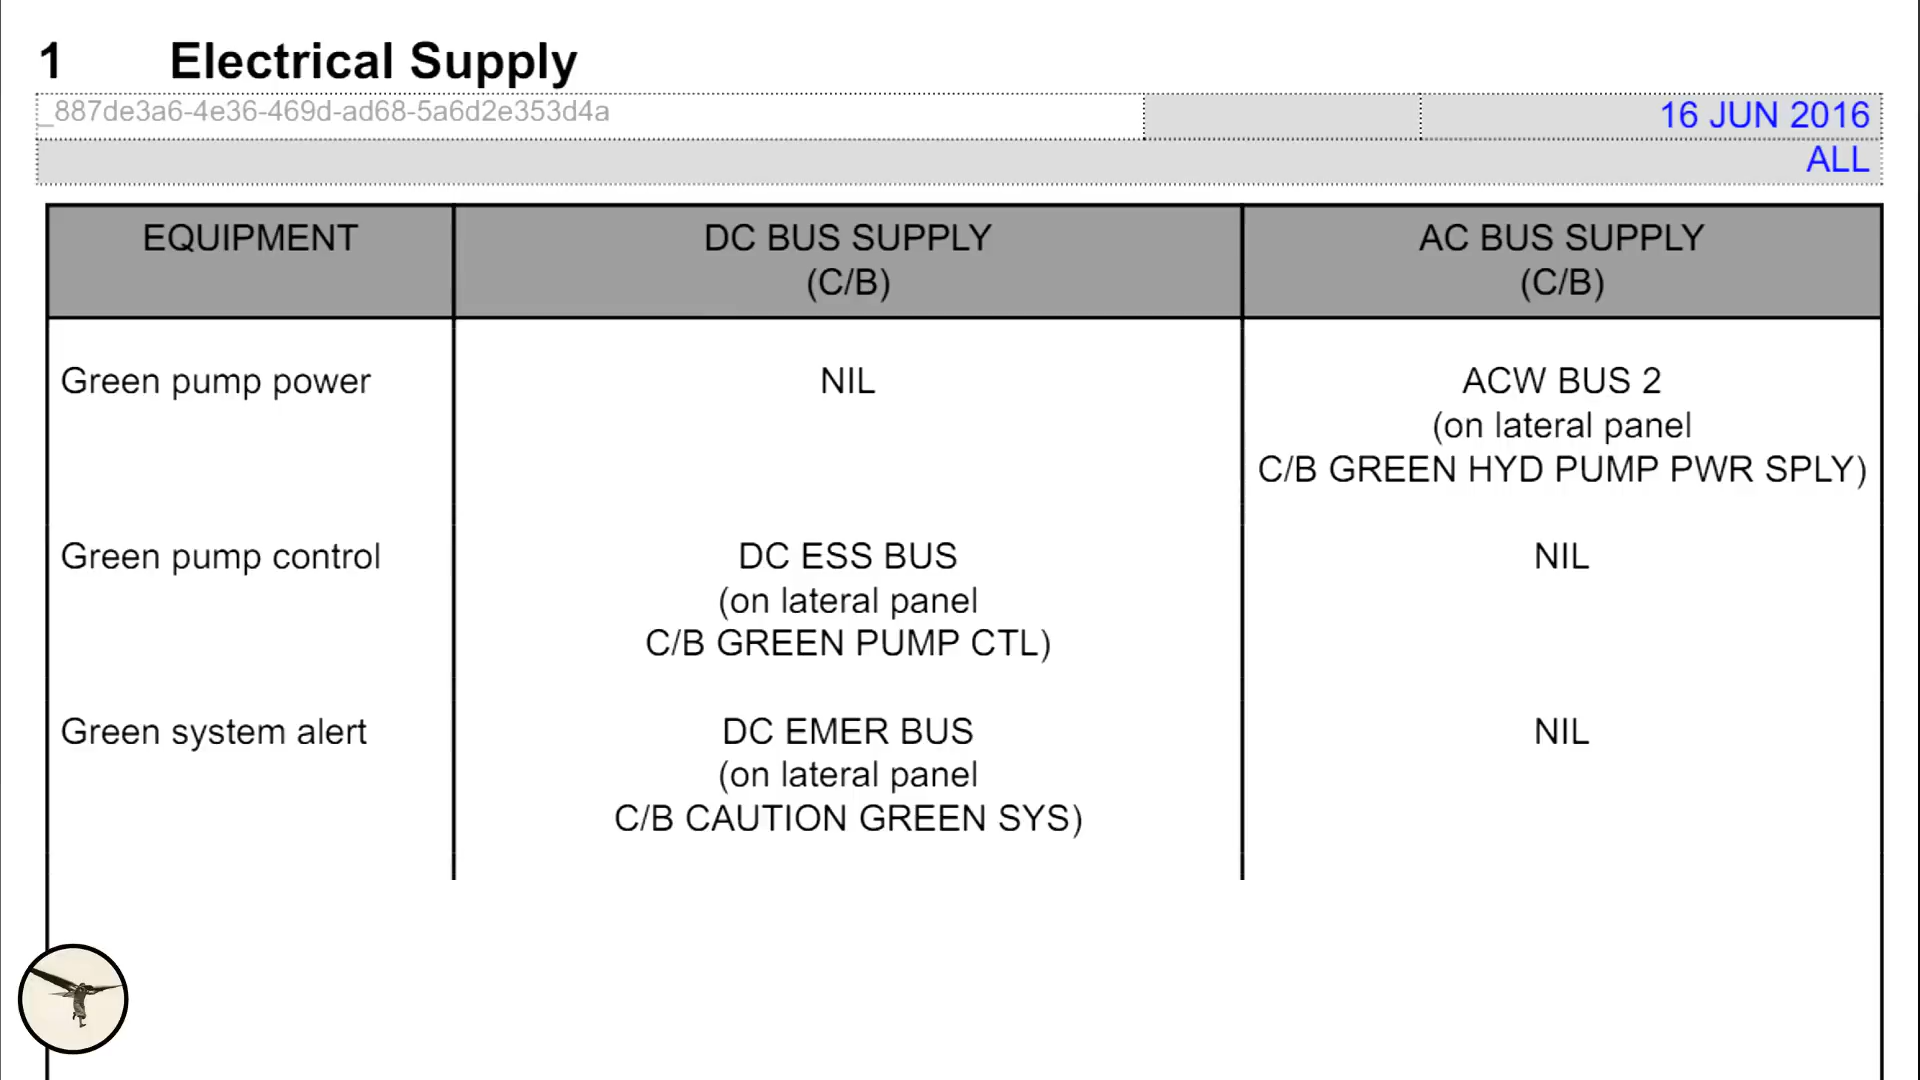 1 Electrical Supply
_887de3a6-4e36-469d-ad68-5a6d2e353d4a 16 JUN 2016
ALL
EQUIPMENT DC BUS SUPPLY AC BUS SUPPLY
(C/B) (C/B)
Green pump power NIL ACW BUS 2
(on lateral panel
C/B GREEN HYD PUMP PWR SPLY)
Green pump control DC ESS BUS NIL
(on lateral panel
C/B GREEN PUMP CTL)
Green system alert DC EMER BUS NIL
(on lateral panel
C/B CAUTION GREEN SYS)